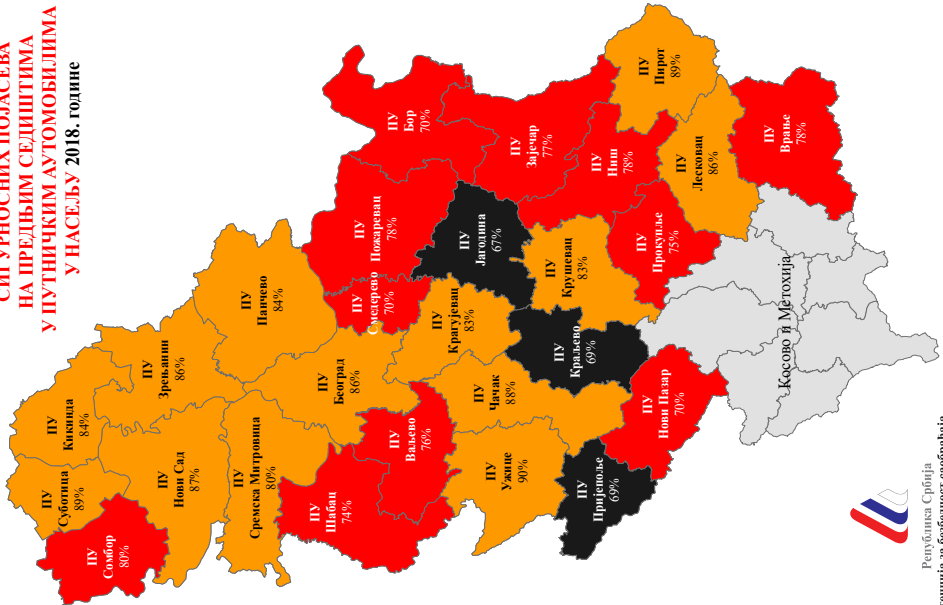 СИГУРНОСНИХ ПОЈАСЕВА
НА ПРЕДЊИМ СЕДИШТИМА
У ПУТНИЧКИМ АУТОМОБИЛИМА
У НАСЕЉУ 2018. године
ПУ
Сомбор
80%
ПУ
Суботица
89%
ПУ
Кикинда
84%
ПУ
Нови Сад
87%
ПУ
Зрењанин
86%
ПУ
Сремска Митровица
80%
ПУ
Панчево
84%
ПУ
Београд
86%
ПУ
Шабац
74%
ПУ
Ваљево
76%
ПУ
Смедерево
70%
ПУ
Пожаревац
78%
ПУ
Бор
70%
ПУ
Крагујевац
83%
ПУ
Јагодина
67%
ПУ
Зајечар
77%
ПУ
Ужице
90%
ПУ
Чачак
88%
ПУ
Краљево
69%
ПУ
Крушевац
83%
ПУ
Ниш
78%
ПУ
Пирот
89%
ПУ
Пријепоље
69%
ПУ
Нови Пазар
70%
ПУ
Прокупље
75%
ПУ
Лесковац
86%
ПУ
Врање
78%
Косово и Метохија
Република Србија
за безбедност саобраћаја